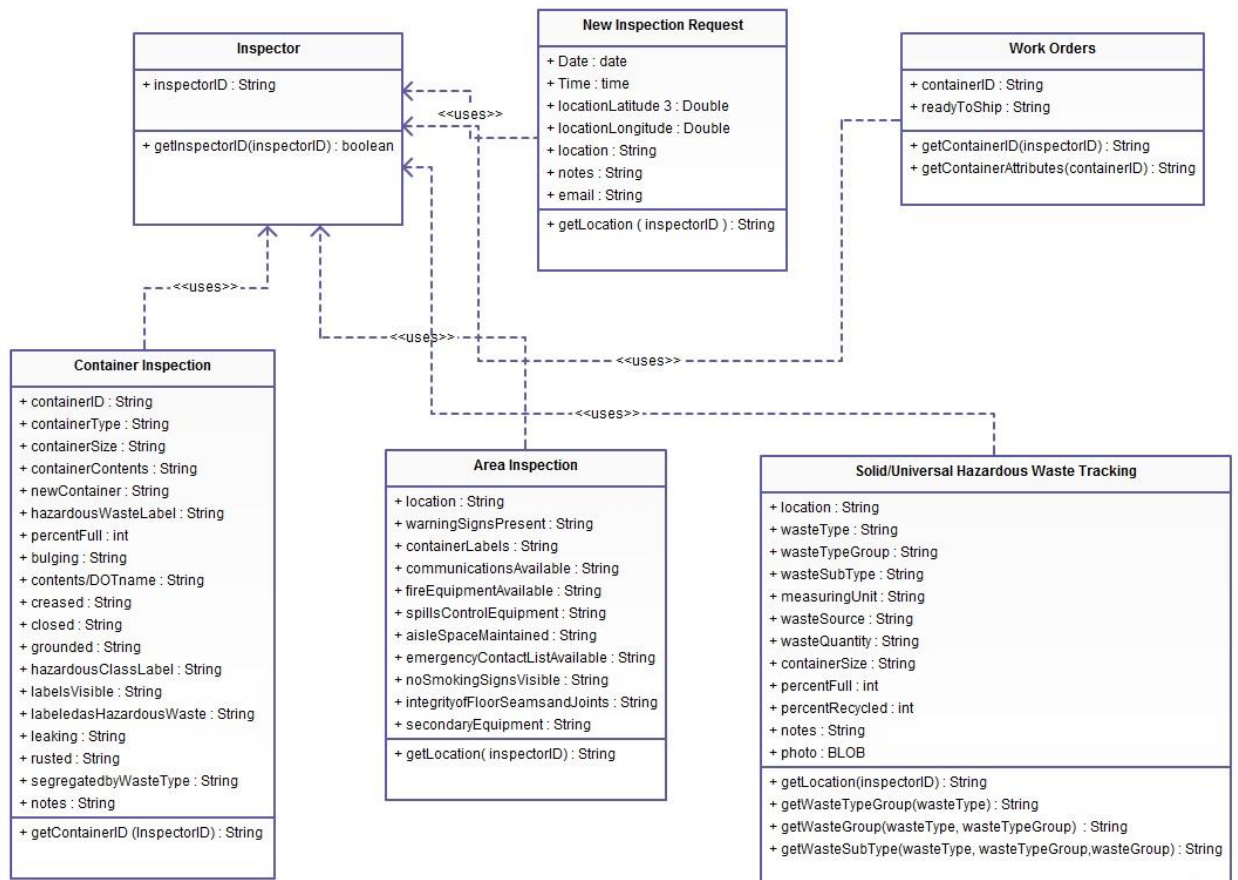 Inspector
+ inspectorID : String
+ getInspectorID(inspectorID) : boolean
New Inspection Request
+ Date : date
+ Time : time
+ locationLatitude 3 : Double
+ locationLongitude : Double
+ location : String
+ notes : String
+ email : String
+ getLocation ( inspectorID ) : String
Work Orders
+ containerID : String
+ readyToShip : String
+ getContainerID(inspectorID) : String
+ getContainerAttributes(containerID) : String
<<uses>>
<<uses>>
<<uses>>
<<uses>>
<<uses>>
Container Inspection
+ containerID : String
+ containerType : String
+ containerSize : String
+ containerContents : String
+ newContainer : String
+ hazardousWasteLabel : String
+ percentFull : int
+ bulging : String
+ contents/DOTname : String
+ creased : String
+ closed : String
+ grounded : String
+ hazardousClassLabel : String
+ labelsVisible : String
+ labeledasHazardousWaste : String
+ leaking : String
+ rusted : String
+ segregatedbyWasteType : String
+ notes : String
+ getContainerID (InspectorID) : String
Area Inspection
+ location : String
+ warningSignsPresent : String
+ containerLabels : String
+ communicationsAvailable : String
+ fireEquipmentAvailable : String
+ spillsControlEquipment : String
+ aisleSpaceMaintained : String
+ emergencyContactListAvailable : String
+ noSmokingSignsVisible : String
+ integrityofFloorSeamsandJoints : String
+ secondaryEquipment : String
+ getLocation( inspectorID) : String
Solid/Universal Hazardous Waste Tracking
+ location : String
+ wasteType : String
+ wasteTypeGroup : String
+ wasteSubType : String
+ measuringUnit : String
+ wasteSource : String
+ wasteQuantity : String
+ containerSize : String
+ percentFull : int
+ percentRecycled : int
+ notes : String
+ photo : BLOB
+ getLocation(inspectorID) : String
+ getWasteTypeGroup(wasteType) : String
+ getWasteGroup(wasteType, wasteTypeGroup) : String
+ getWasteSubType(wasteType, wasteTypeGroup,wasteGroup) : String